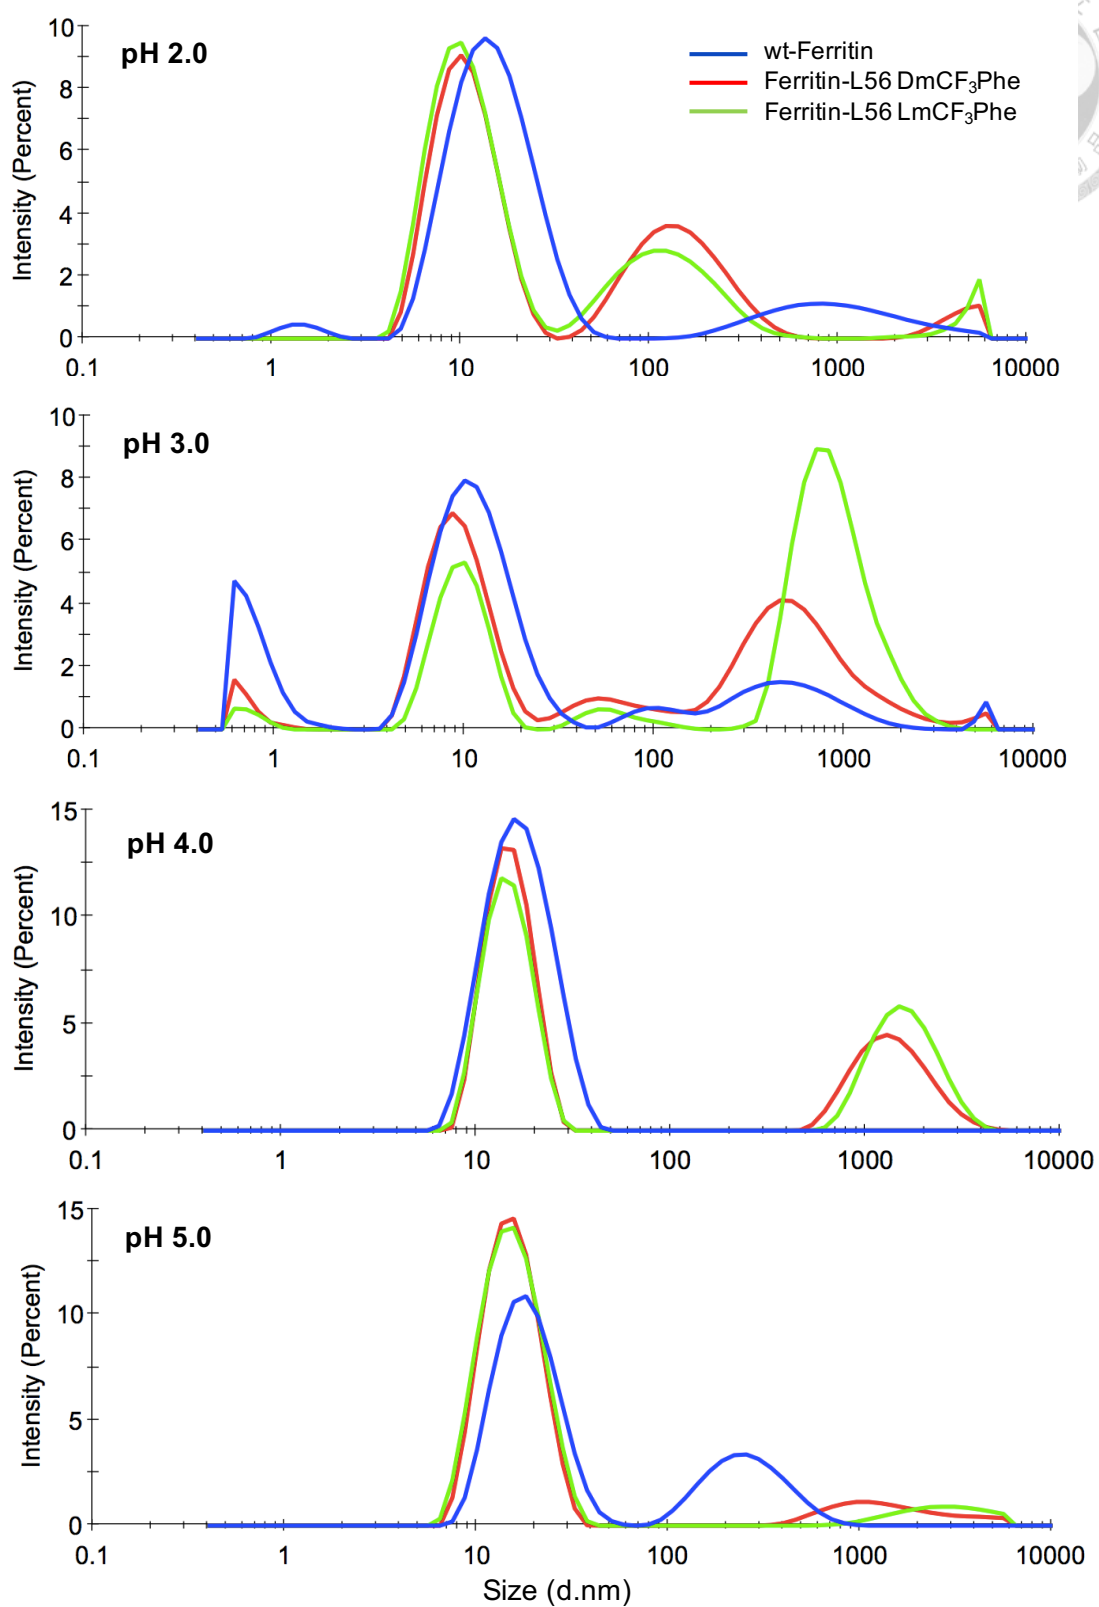 pH 2.0
wt-Ferritin
Ferritin-L56 DmCF₃Phe
Ferritin-L56 LmCF₃Phe
Intensity (Percent)
10
8
6
4
2
0
0.1 1 10 100 1000 10000
pH 3.0
Intensity (Percent)
10
8
6
4
2
0
0.1 1 10 100 1000 10000
pH 4.0
Intensity (Percent)
15
10
5
0
0.1 1 10 100 1000 10000
pH 5.0
Intensity (Percent)
15
10
5
0
0.1 1 10 100 1000 10000
Size (d.nm)